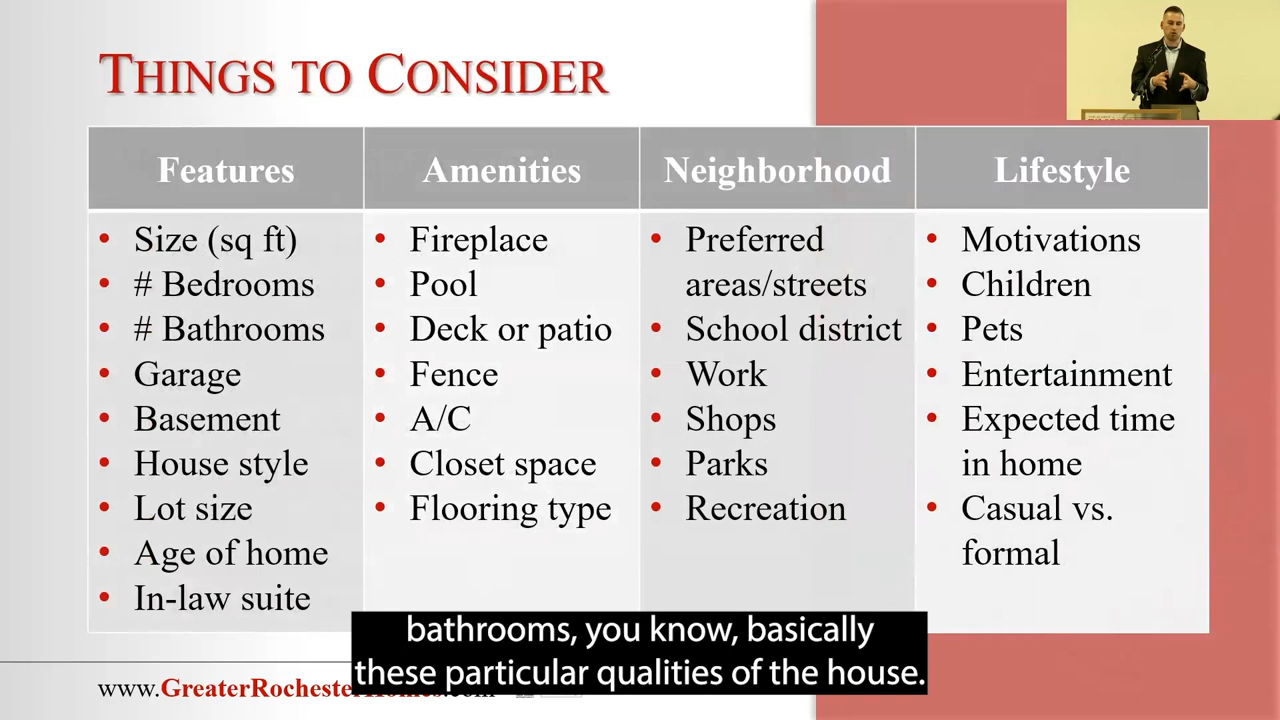 THINGS TO CONSIDER
Features
Size (sq ft)
# Bedrooms
# Bathrooms
Garage
Basement
House style
Lot size
Age of home
In-law suite
Amenities
Fireplace
Pool
Deck or patio
Fence
A/C
Closet space
Flooring type
Neighborhood
Preferred
areas/streets
School district
Work
Shops
Parks
Recreation
Lifestyle
Motivations
Children
Pets
Entertainment
Expected time
in home
Casual vs.
formal
bathrooms, you know, basically
these particular qualities of the house.
www.GreaterRochesterHomes.com